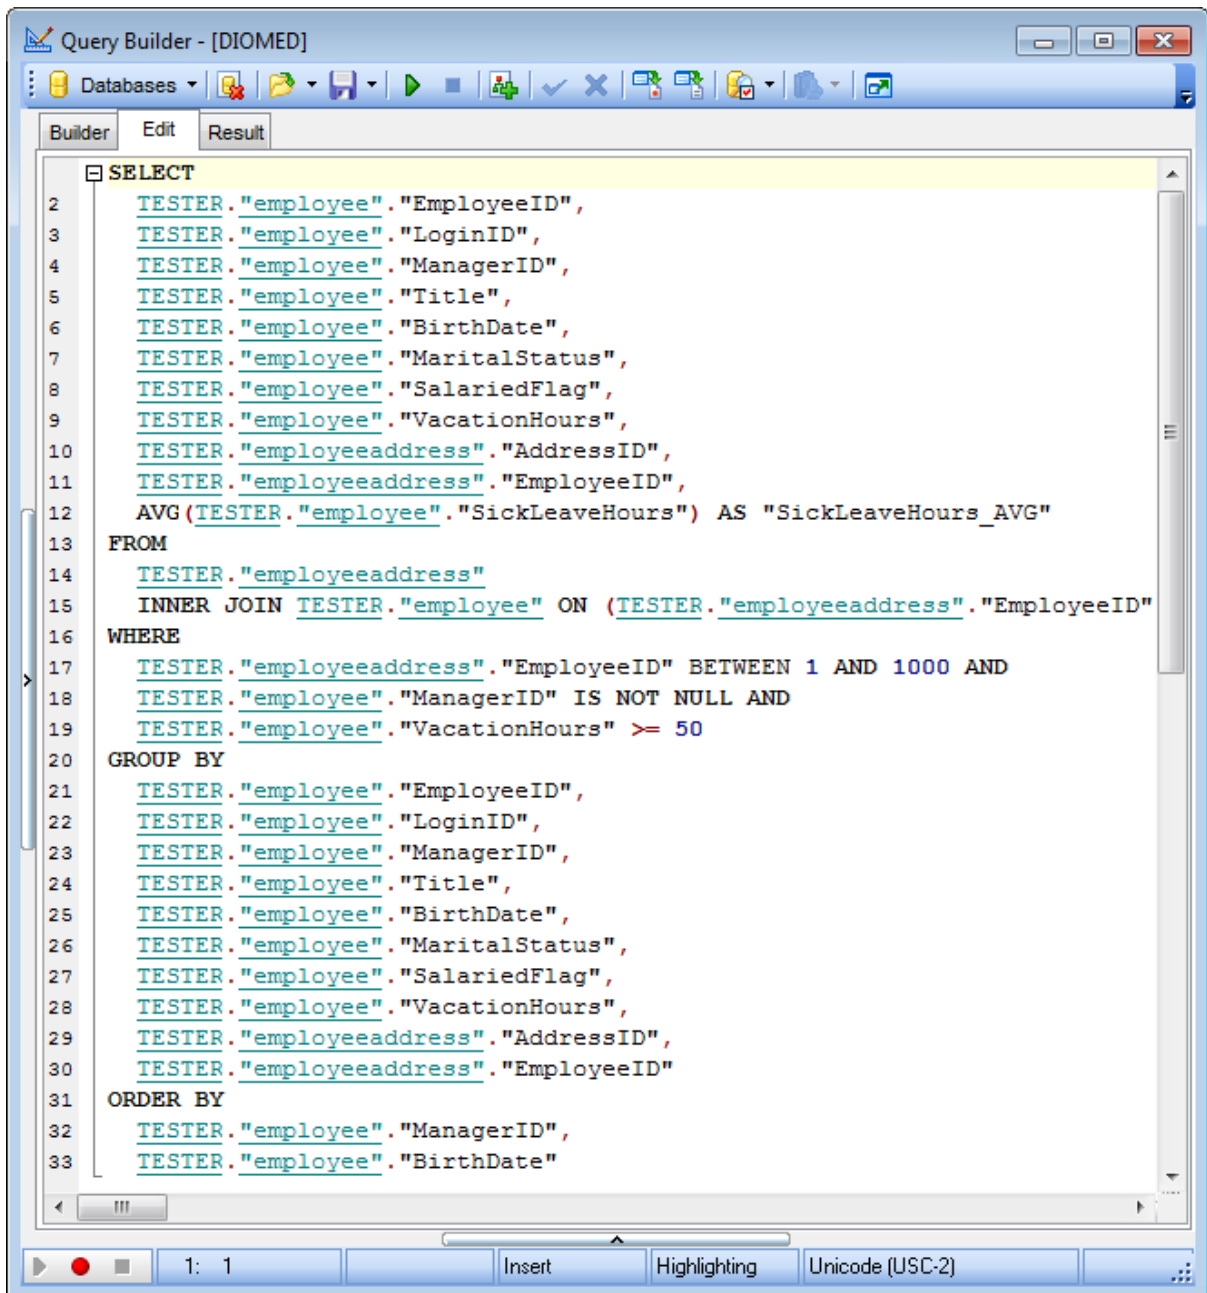 Query Builder - [DIOMED]
Databases
Builder Edit Result
SELECT
2 TESTER."employee"."EmployeeID",
3 TESTER."employee"."LoginID",
4 TESTER."employee"."ManagerID",
5 TESTER."employee"."Title",
6 TESTER."employee"."BirthDate",
7 TESTER."employee"."MaritalStatus",
8 TESTER."employee"."SalariedFlag",
9 TESTER."employee"."VacationHours",
10 TESTER."employeeaddress"."AddressID",
11 TESTER."employeeaddress"."EmployeeID",
12 AVG(TESTER."employee"."SickLeaveHours") AS "SickLeaveHours_AVG"
13 FROM
14 TESTER."employeeaddress"
15 INNER JOIN TESTER."employee" ON (TESTER."employeeaddress"."EmployeeID"
16 WHERE
17 TESTER."employeeaddress"."EmployeeID" BETWEEN 1 AND 1000 AND
18 TESTER."employee"."ManagerID" IS NOT NULL AND
19 TESTER."employee"."VacationHours" >= 50
20 GROUP BY
21 TESTER."employee"."EmployeeID",
22 TESTER."employee"."LoginID",
23 TESTER."employee"."ManagerID",
24 TESTER."employee"."Title",
25 TESTER."employee"."BirthDate",
26 TESTER."employee"."MaritalStatus",
27 TESTER."employee"."SalariedFlag",
28 TESTER."employee"."VacationHours",
29 TESTER."employeeaddress"."AddressID",
30 TESTER."employeeaddress"."EmployeeID"
31 ORDER BY
32 TESTER."employee"."ManagerID",
33 TESTER."employee"."BirthDate"
1: 1 Insert Highlighting Unicode (USC-2)